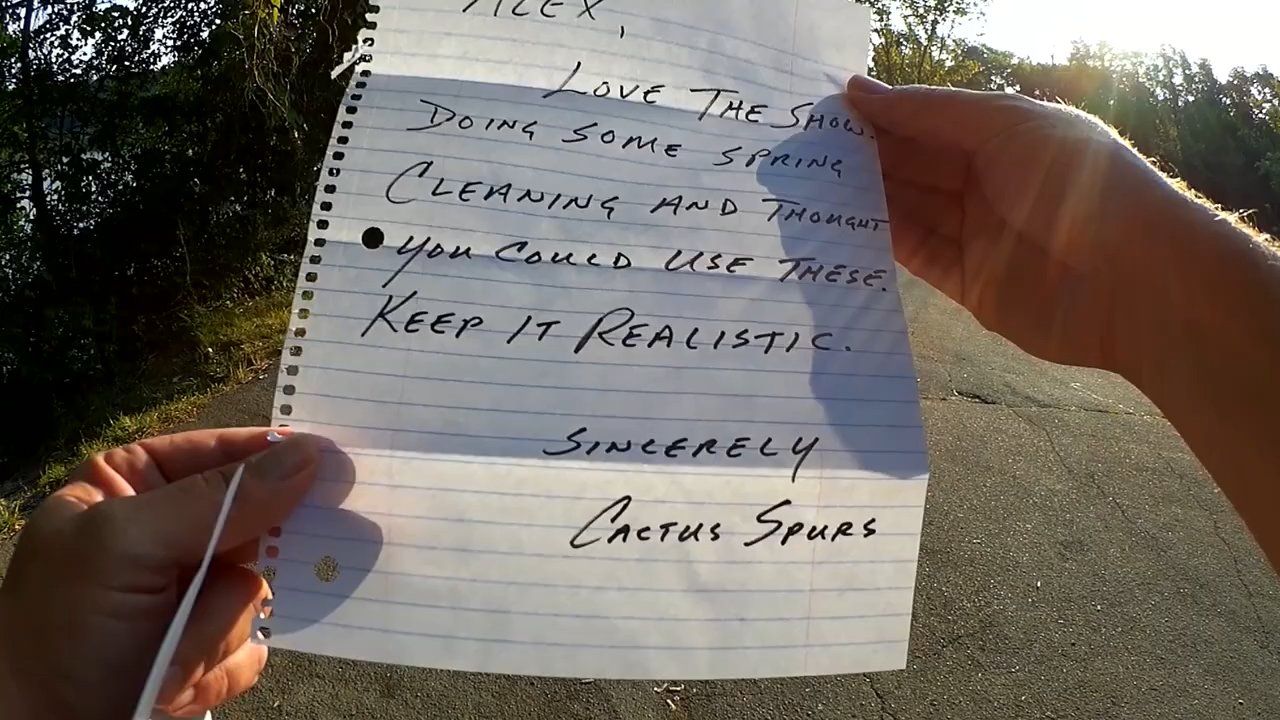 ALEX,
LOVE THE SHOW.
DOING SOME SPRING
CLEANING AND THOUGHT
YOU COULD USE THESE.
KEEP IT REALISTIC.
SINCERELY
CACTUS SPURS